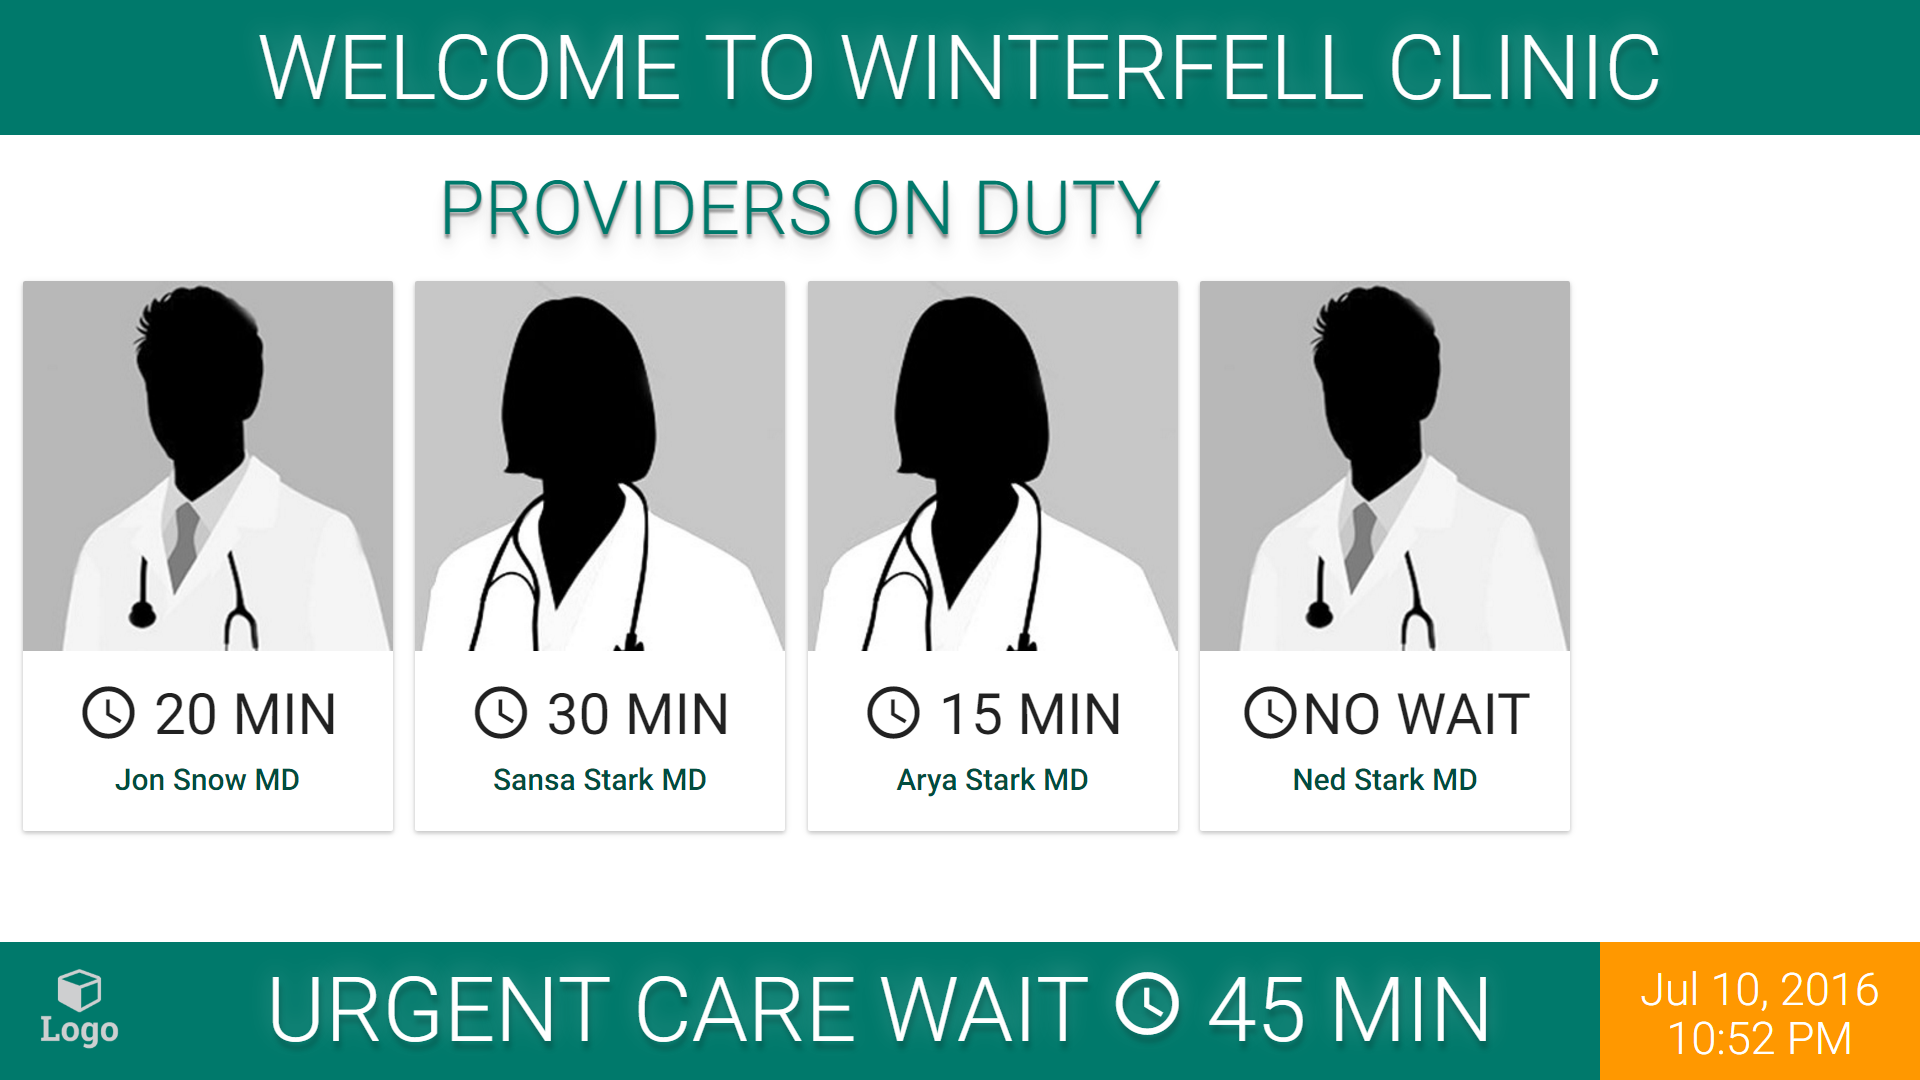 WELCOME TO WINTERFELL CLINIC
PROVIDERS ON DUTY
20 MIN
Jon Snow MD
30 MIN
Sansa Stark MD
15 MIN
Arya Stark MD
NO WAIT
Ned Stark MD
Logo
URGENT CARE WAIT 45 MIN
Jul 10, 2016
10:52 PM